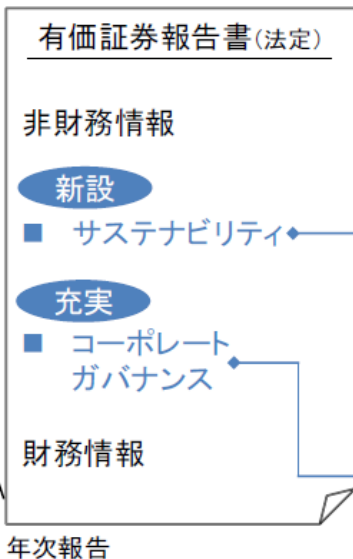 有価証券報告書(法定)
非財務情報
新設
■ サステナビリティ
充実
■ コーポレート
ガバナンス
財務情報
年次報告